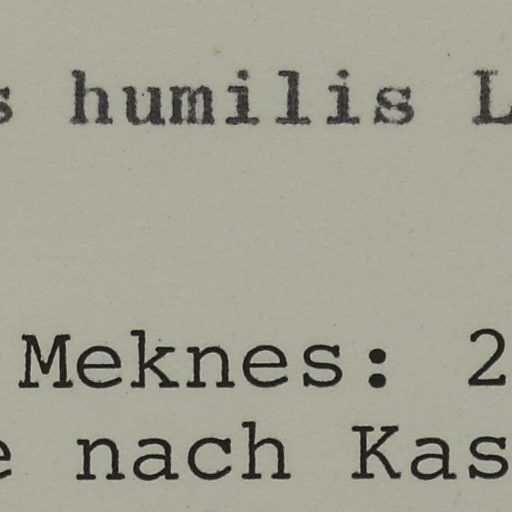 s humilis L
Meknes: 2
e nach Kas